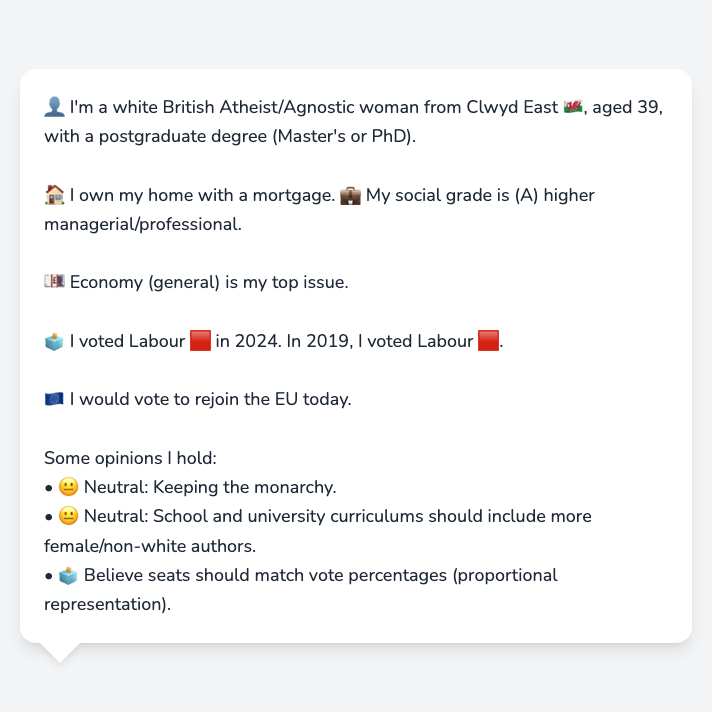 👤 I'm a white British Atheist/Agnostic woman from Clwyd East 🏴󠁧󠁢󠁷󠁬󠁳󠁿, aged 39,
with a postgraduate degree (Master's or PhD).
🏠 I own my home with a mortgage. 💼 My social grade is (A) higher
managerial/professional.
💷 Economy (general) is my top issue.
🗳️ I voted Labour 🟥 in 2024. In 2019, I voted Labour 🟥.
🇪🇺 I would vote to rejoin the EU today.
Some opinions I hold:
• 😐 Neutral: Keeping the monarchy.
• 😐 Neutral: School and university curriculums should include more
female/non-white authors.
• 🗳️ Believe seats should match vote percentages (proportional
representation).